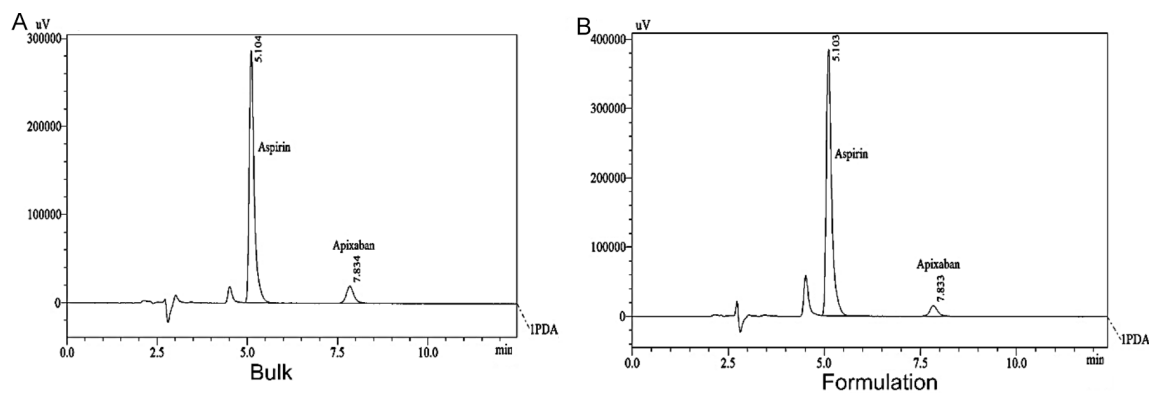 A
uV
300000
200000
100000
0
5.104
Aspirin
Apixaban
7.834
0.0 2.5 5.0 7.5 10.0 min
1PDA
Bulk
B
uV
400000
300000
200000
100000
0
5.103
Aspirin
Apixaban
7.833
0.0 2.5 5.0 7.5 10.0 min
1PDA
Formulation